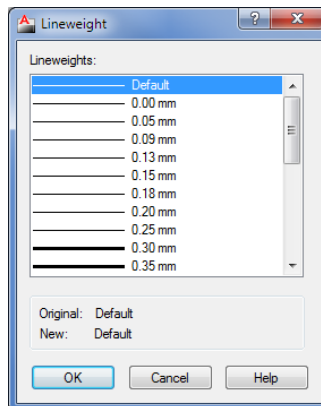 Lineweight
Lineweights:
Default
0.00 mm
0.05 mm
0.09 mm
0.13 mm
0.15 mm
0.18 mm
0.20 mm
0.25 mm
0.30 mm
0.35 mm
Original: Default
New: Default
OK Cancel Help